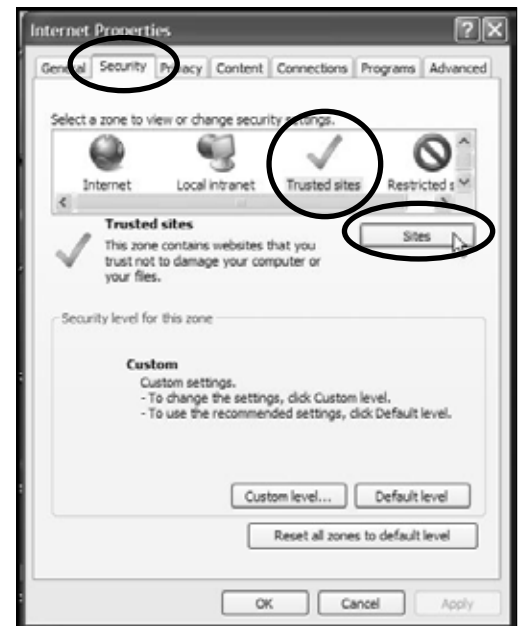 Internet Properties
General Security Privacy Content Connections Programs Advanced
Select a zone to view or change security settings.
Internet Local intranet Trusted sites Restricted s
Trusted sites
Sites
This zone contains websites that you
trust not to damage your computer or
your files.
Security level for this zone
Custom
Custom settings.
- To change the settings, click Custom level.
- To use the recommended settings, click Default level.
Custom level... Default level
Reset all zones to default level
OK Cancel Apply